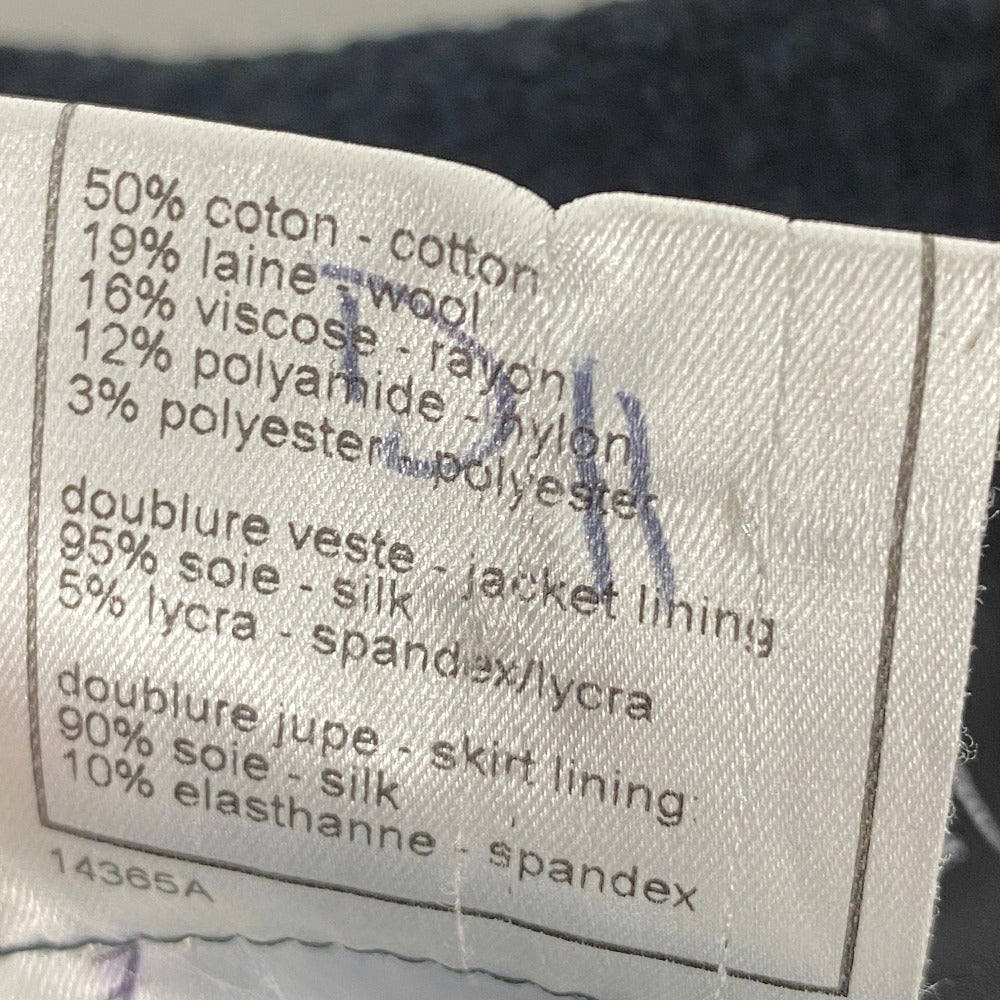 50% coton - cotton
19% laine - wool
16% viscose - rayon
12% polyamide - nylon
3% polyester - polyester
doublure veste - jacket lining
95% soie - silk
5% lycra - spandex/lycra
doublure jupe - skirt lining:
90% soie - silk
10% elasthanne - spandex
14365A